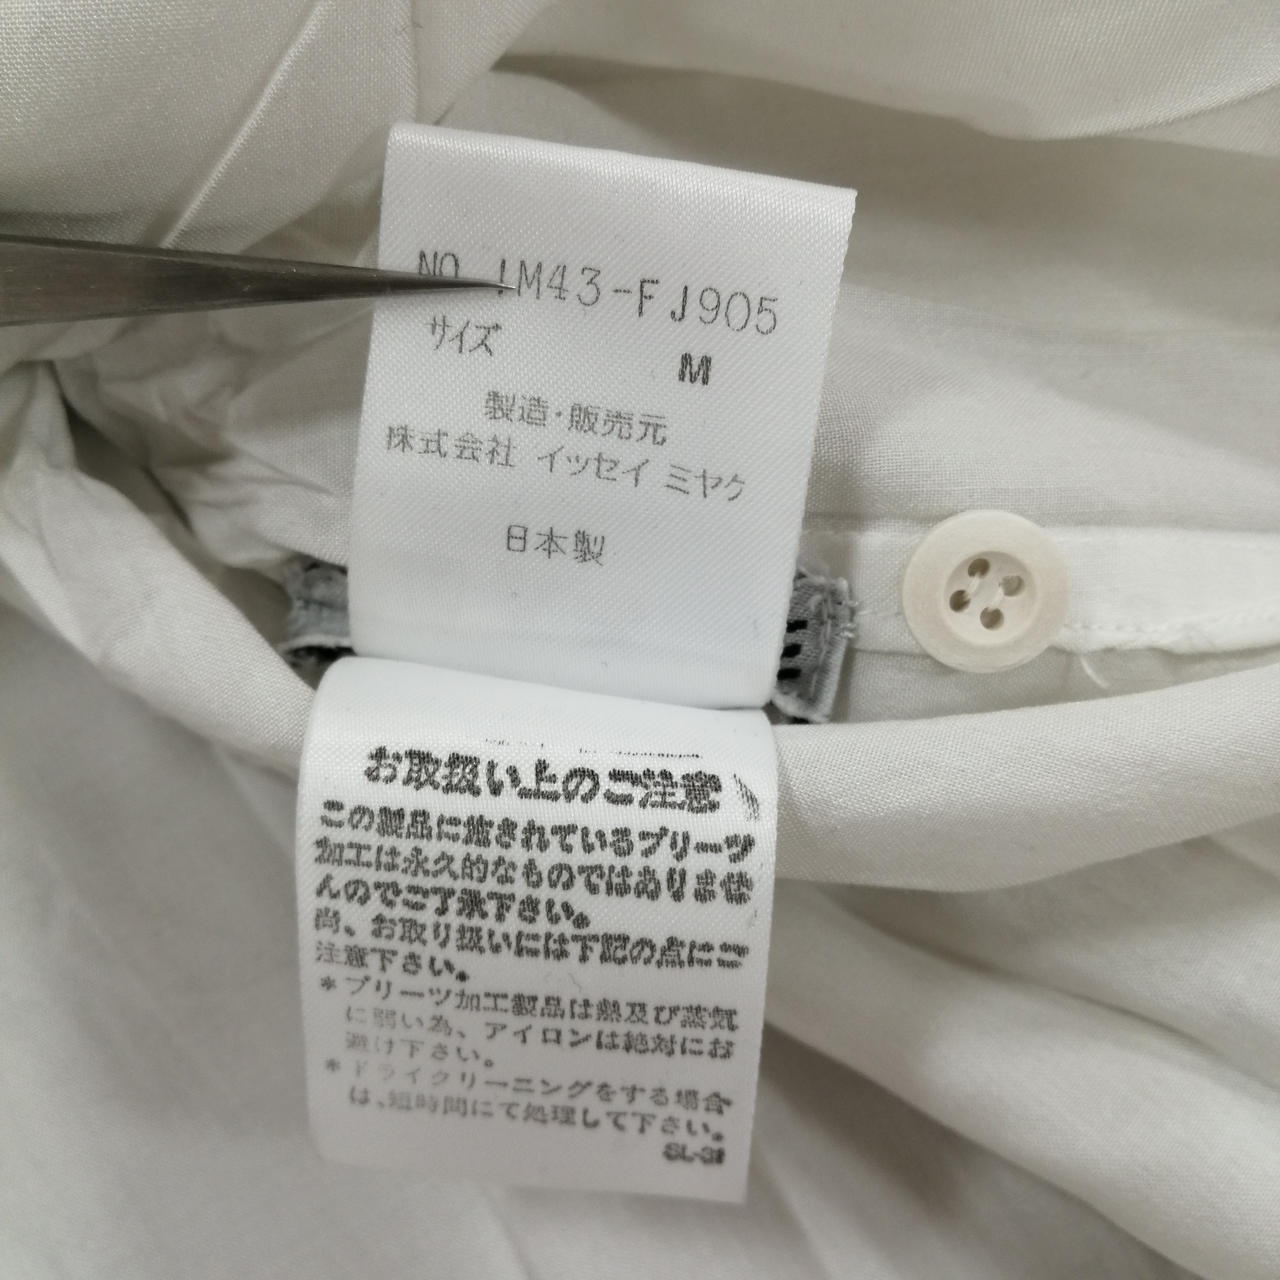 NO. IM43-FJ905
サイズ M
製造・販売元
株式会社 イッセイ ミヤケ
日本製
お取扱い上のご注意
この製品に施されているプリーツ
加工は永久的なものではありませ
んのでご了承下さい。
尚、お取り扱いには下記の点にご
注意下さい。
*プリーツ加工製品は熱及び蒸気
に弱い為、アイロンは絶対にお
避け下さい。
*ドライクリーニングをする場合
は、短時間にて処理して下さい。